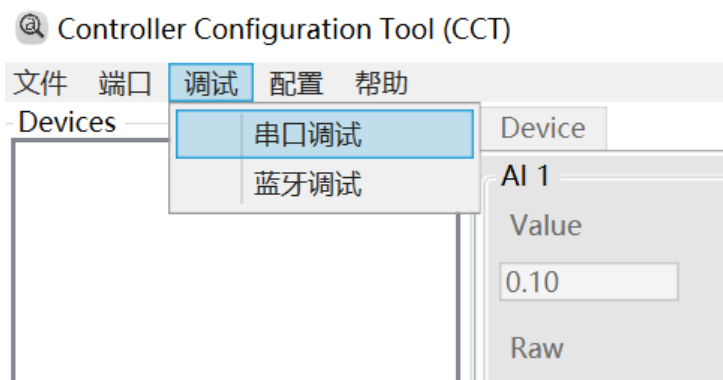 Controller Configuration Tool (CCT)
文件 端口 调试 配置 帮助
Devices
串口调试
蓝牙调试
Device
AI 1
Value
0.10
Raw